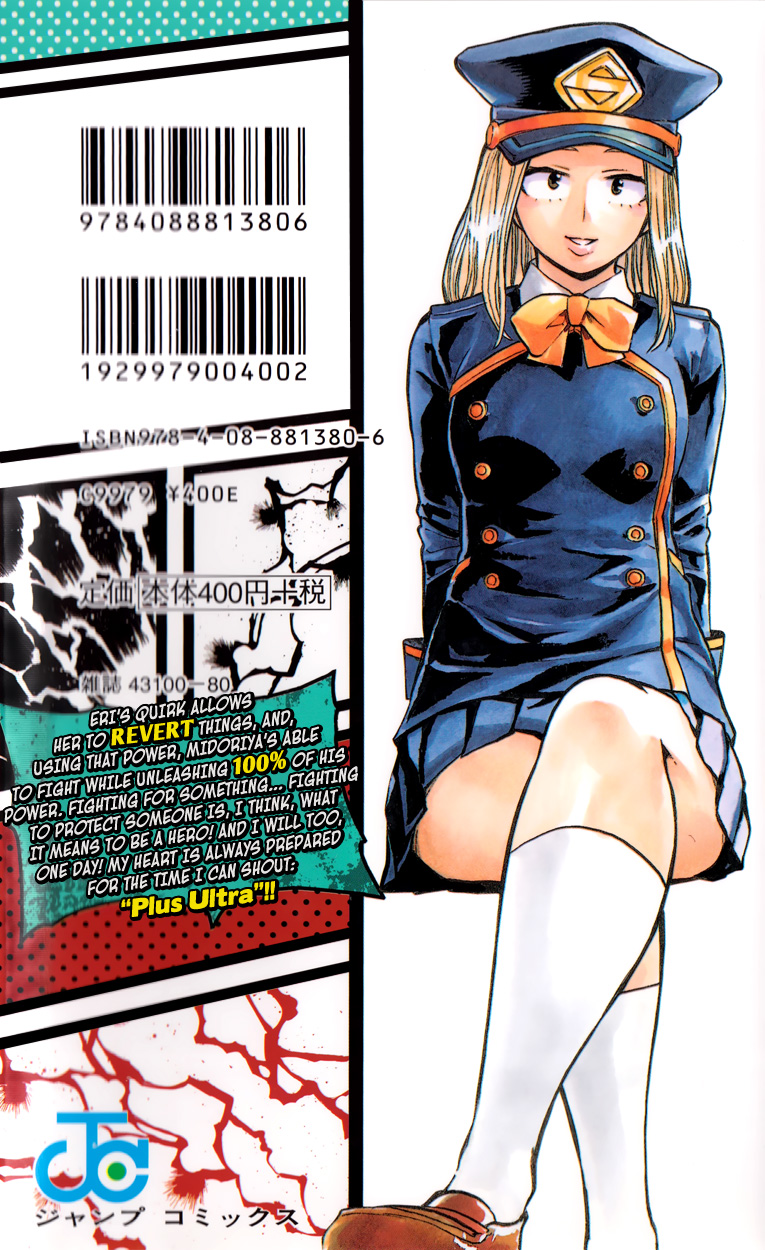 9784088813806
1929979004002
ISBN978-4-08-881380-6
C9979 ¥400E
定価 本体400円+税
雑誌 43100-80
ERI'S QUIRK ALLOWS
HER TO REVERT THINGS, AND,
USING THAT POWER, MIDORIYA'S ABLE
TO FIGHT WHILE UNLEASHING 100% OF HIS
POWER. FIGHTING FOR SOMETHING... FIGHTING
TO PROTECT SOMEONE IS, I THINK, WHAT
IT MEANS TO BE A HERO! AND I WILL TOO,
ONE DAY! MY HEART IS ALWAYS PREPARED
FOR THE TIME I CAN SHOUT:
"Plus Ultra"!!
JC
ジャンプ コミックス
S